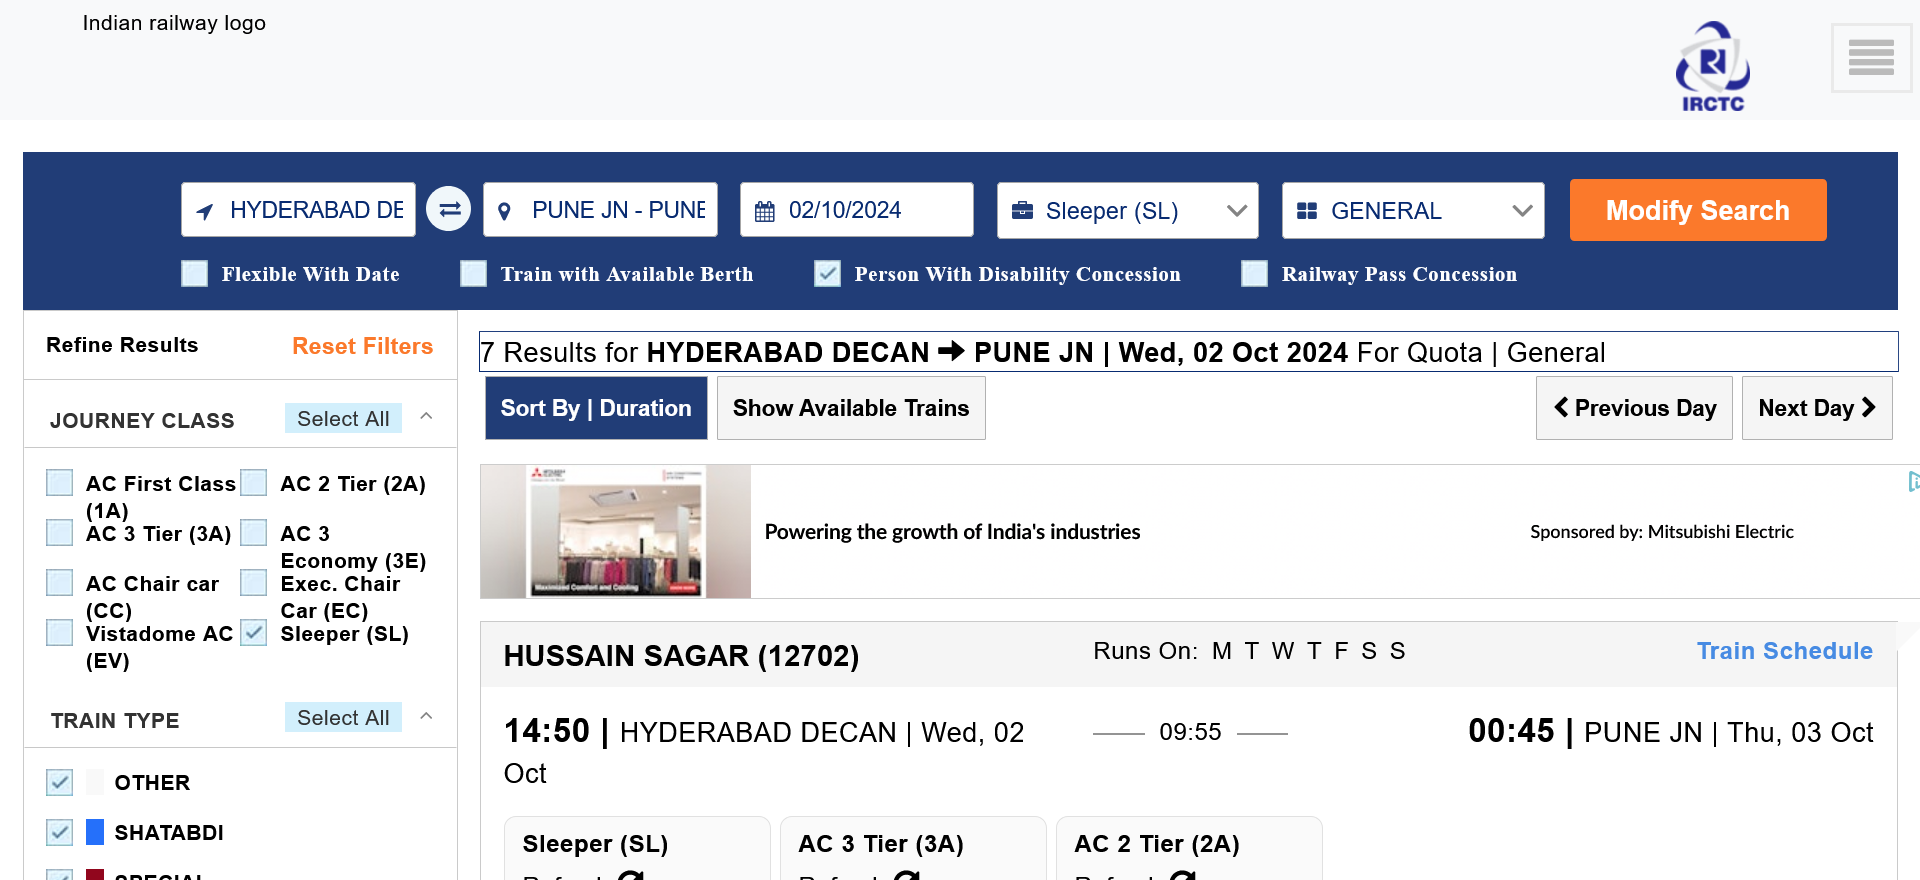 Indian railway logo
IRCTC
HYDERABAD DE
PUNE JN - PUNE
02/10/2024
Sleeper (SL)
GENERAL
Modify Search
Flexible With Date
Train with Available Berth
Person With Disability Concession
Railway Pass Concession
Refine Results
Reset Filters
JOURNEY CLASS
Select All
AC First Class (1A)
AC 2 Tier (2A)
AC 3 Tier (3A)
AC 3 Economy (3E)
AC Chair car (CC)
Exec. Chair Car (EC)
Vistadome AC (EV)
Sleeper (SL)
TRAIN TYPE
Select All
OTHER
SHATABDI
SPECIAL
7 Results for HYDERABAD DECAN ➔ PUNE JN | Wed, 02 Oct 2024 For Quota | General
Sort By | Duration
Show Available Trains
Previous Day
Next Day
Maximized Comfort and Cooling
Powering the growth of India's industries
Sponsored by: Mitsubishi Electric
HUSSAIN SAGAR (12702)
Runs On: M T W T F S S
Train Schedule
14:50 | HYDERABAD DECAN | Wed, 02
Oct
09:55
00:45 | PUNE JN | Thu, 03 Oct
Sleeper (SL)
AC 3 Tier (3A)
AC 2 Tier (2A)